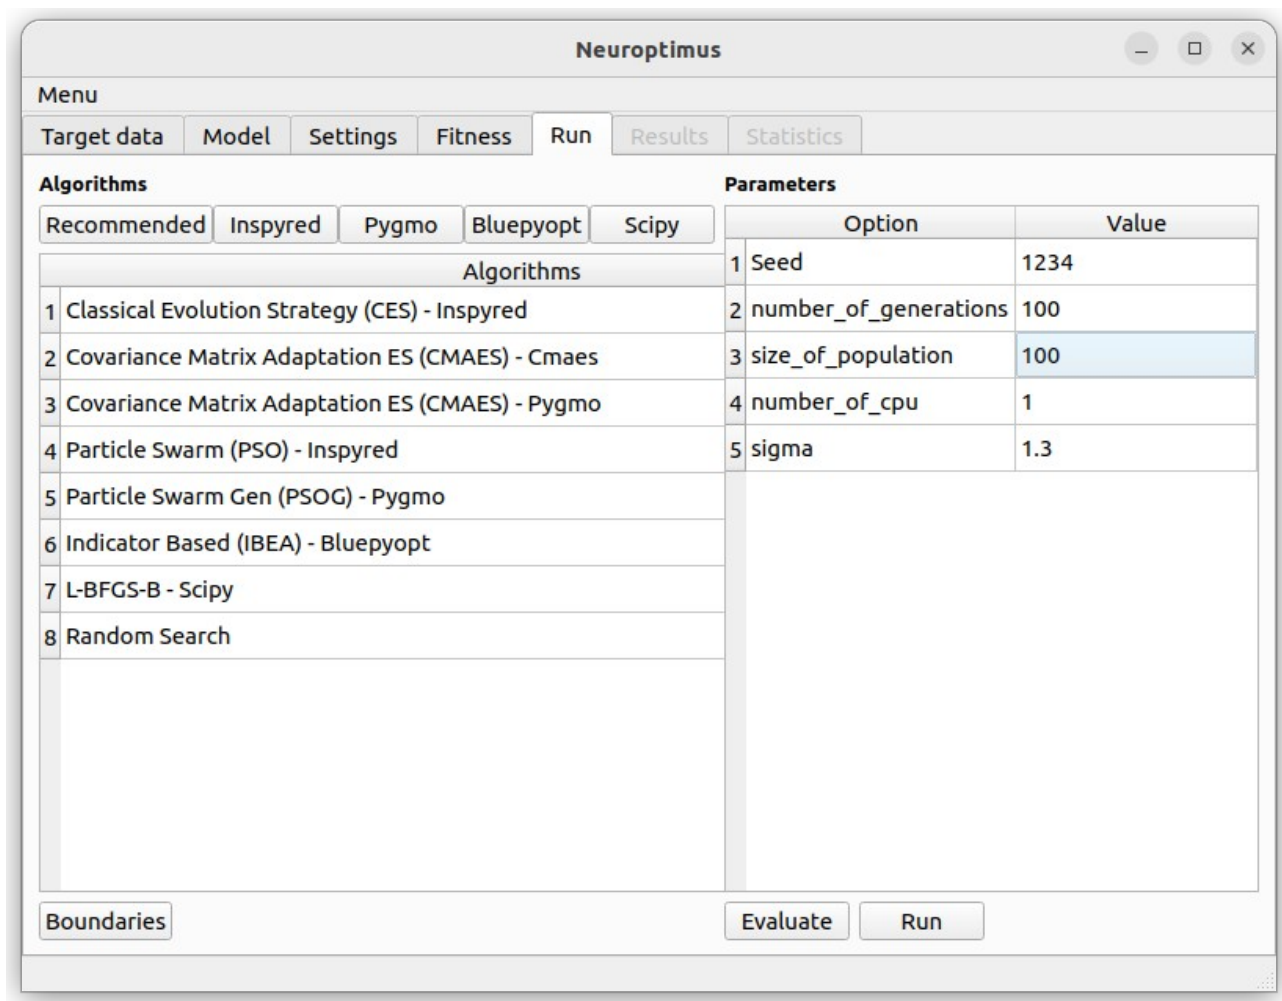 Neuroptimus
Menu
Target data Model Settings Fitness Run Results Statistics
Algorithms
Recommended Inspyred Pygmo Bluepyopt Scipy
Algorithms
1 Classical Evolution Strategy (CES) - Inspyred
2 Covariance Matrix Adaptation ES (CMAES) - Cmaes
3 Covariance Matrix Adaptation ES (CMAES) - Pygmo
4 Particle Swarm (PSO) - Inspyred
5 Particle Swarm Gen (PSOG) - Pygmo
6 Indicator Based (IBEA) - Bluepyopt
7 L-BFGS-B - Scipy
8 Random Search
Boundaries
Parameters
Option Value
1 Seed 1234
2 number_of_generations 100
3 size_of_population 100
4 number_of_cpu 1
5 sigma 1.3
Evaluate Run